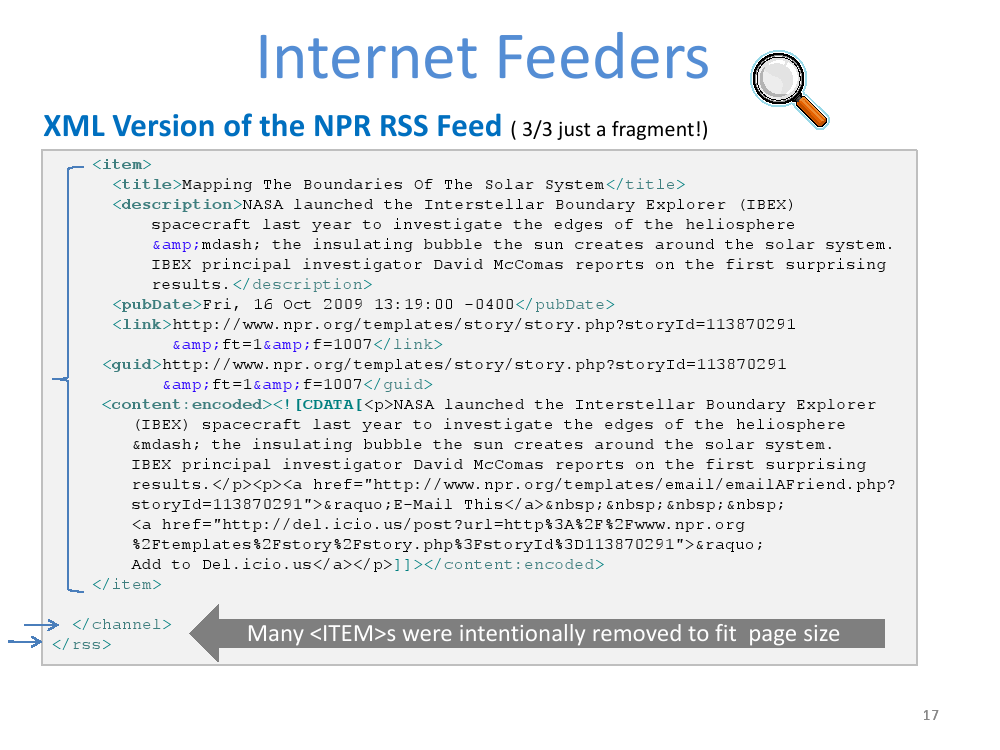 Internet Feeders
XML Version of the NPR RSS Feed ( 3/3 just a fragment!)
<item>
<title>Mapping The Boundaries Of The Solar System</title>
<description>NASA launched the Interstellar Boundary Explorer (IBEX)
spacecraft last year to investigate the edges of the heliosphere
&amp;mdash; the insulating bubble the sun creates around the solar system.
IBEX principal investigator David McComas reports on the first surprising
results.</description>
<pubDate>Fri, 16 Oct 2009 13:19:00 -0400</pubDate>
<link>http://www.npr.org/templates/story/story.php?storyId=113870291
&amp;ft=1&amp;f=1007</link>
<guid>http://www.npr.org/templates/story/story.php?storyId=113870291
&amp;ft=1&amp;f=1007</guid>
<content:encoded><![CDATA[<p>NASA launched the Interstellar Boundary Explorer
(IBEX) spacecraft last year to investigate the edges of the heliosphere
&mdash; the insulating bubble the sun creates around the solar system.
IBEX principal investigator David McComas reports on the first surprising
results.</p><p><a href="http://www.npr.org/templates/email/emailAFriend.php?
storyId=113870291">&raquo;E-Mail This</a>&nbsp;&nbsp;&nbsp;&nbsp;
<a href="http://del.icio.us/post?url=http%3A%2F%2Fwww.npr.org
%2Ftemplates%2Fstory%2Fstory.php%3FstoryId%3D113870291">&raquo;
Add to Del.icio.us</a></p>]]></content:encoded>
</item>
</channel>
Many <ITEM>s were intentionally removed to fit page size
</rss>
17